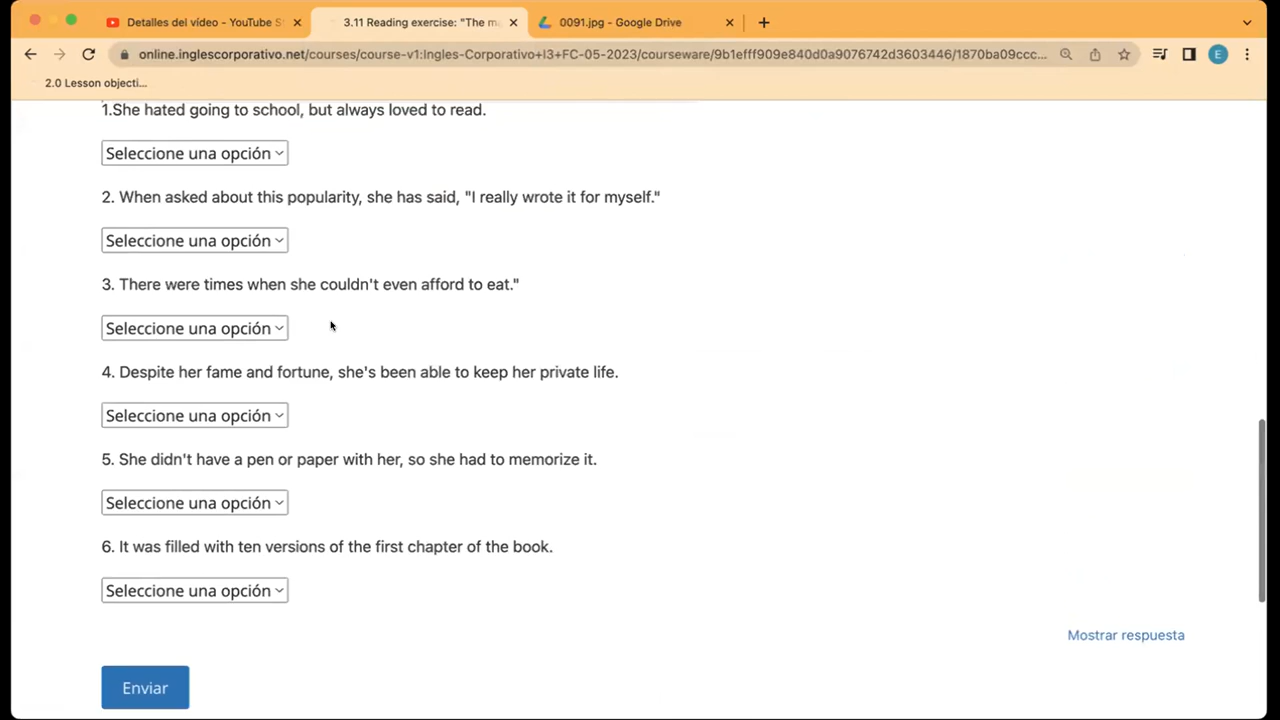 Detalles del vídeo - YouTube S
3.11 Reading exercise: "The m
0091.jpg - Google Drive
online.inglescorporativo.net/courses/course-v1:Ingles-Corporativo+I3+FC-05-2023/courseware/9b1efff909e840d0a9076742d3603446/1870ba09ccc...
E
2.0 Lesson objecti...
1.She hated going to school, but always loved to read.
Seleccione una opción
2. When asked about this popularity, she has said, "I really wrote it for myself."
Seleccione una opción
3. There were times when she couldn't even afford to eat."
Seleccione una opción
4. Despite her fame and fortune, she's been able to keep her private life.
Seleccione una opción
5. She didn't have a pen or paper with her, so she had to memorize it.
Seleccione una opción
6. It was filled with ten versions of the first chapter of the book.
Seleccione una opción
Mostrar respuesta
Enviar